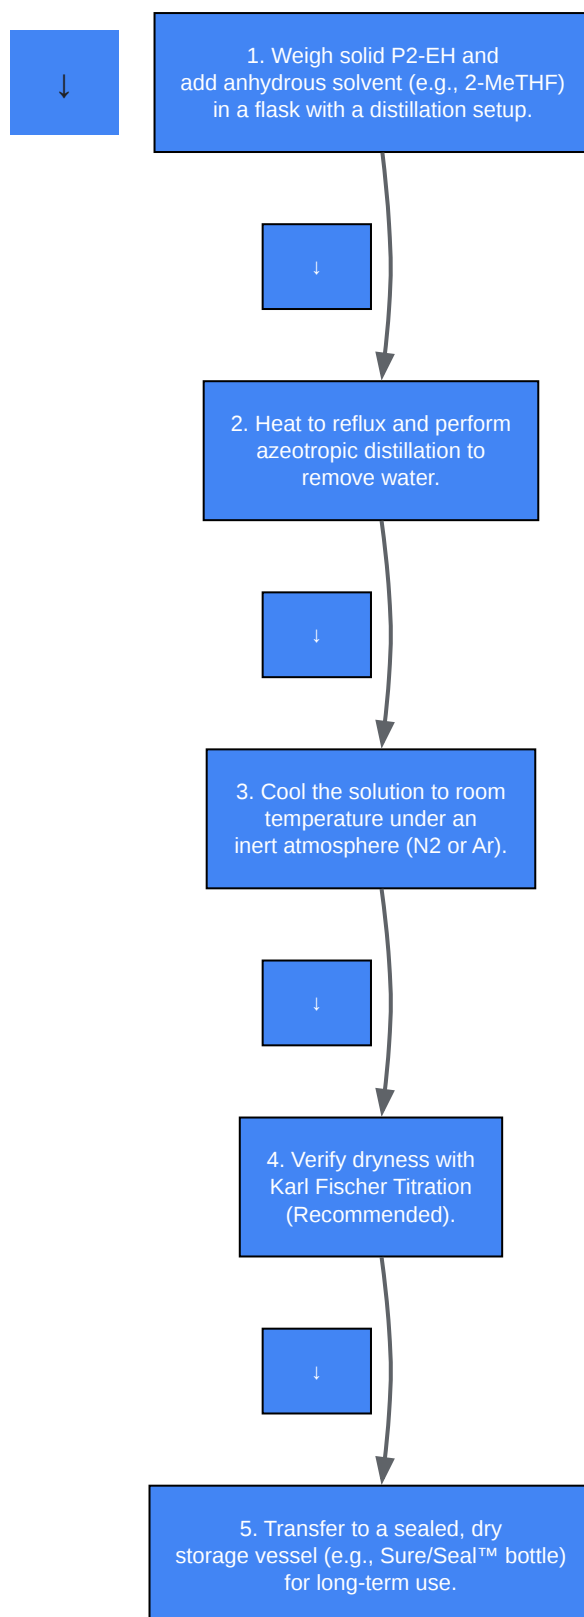 ↓
1. Weigh solid P2-EH and
add anhydrous solvent (e.g., 2-MeTHF)
in a flask with a distillation setup.
↓
2. Heat to reflux and perform
azeotropic distillation to
remove water.
↓
3. Cool the solution to room
temperature under an
inert atmosphere (N2 or Ar).
↓
4. Verify dryness with
Karl Fischer Titration
(Recommended).
↓
5. Transfer to a sealed, dry
storage vessel (e.g., Sure/Seal™ bottle)
for long-term use.